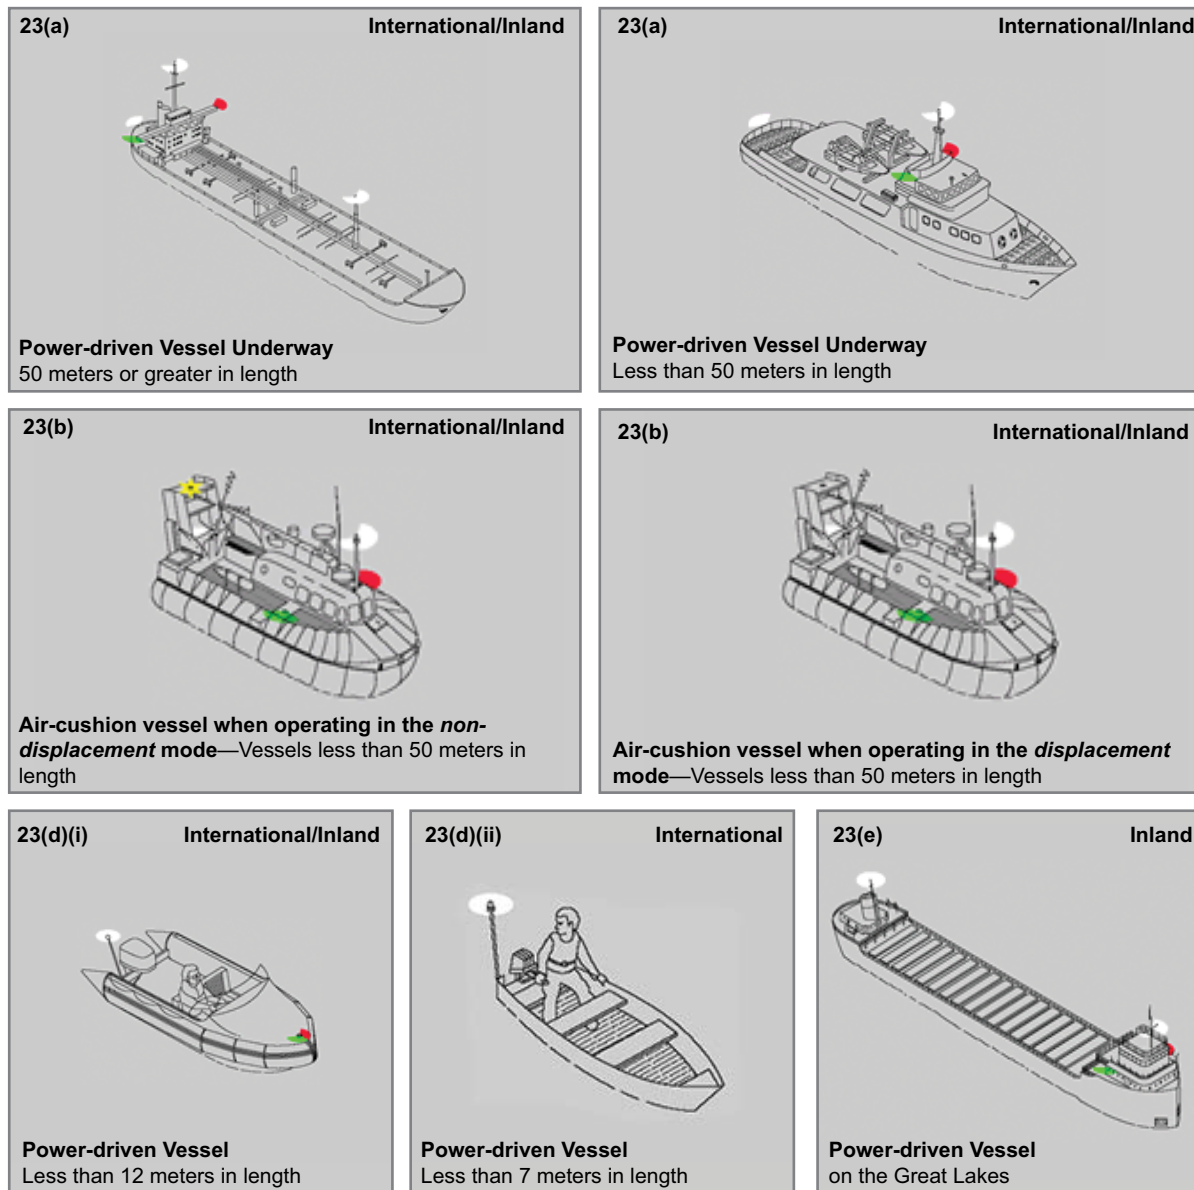 23(a) International/Inland
Power-driven Vessel Underway
50 meters or greater in length
23(a) International/Inland
Power-driven Vessel Underway
Less than 50 meters in length
23(b) International/Inland
Air-cushion vessel when operating in the non-
displacement mode—Vessels less than 50 meters in
length
23(b) International/Inland
Air-cushion vessel when operating in the displacement
mode—Vessels less than 50 meters in length
23(d)(i) International/Inland
Power-driven Vessel
Less than 12 meters in length
23(d)(ii) International
Power-driven Vessel
Less than 7 meters in length
23(e) Inland
Power-driven Vessel
on the Great Lakes